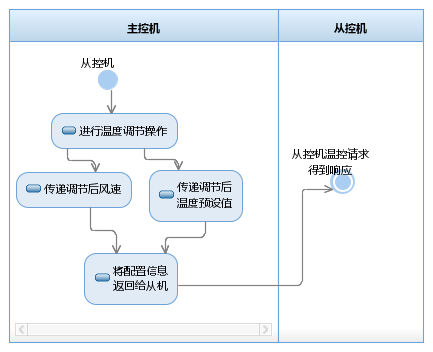 主控机
从控机
从控机
进行温度调节操作
从控机温控请求
得到响应
传递调节后风速
传递调节后
温度预设值
将配置信息
返回给从机